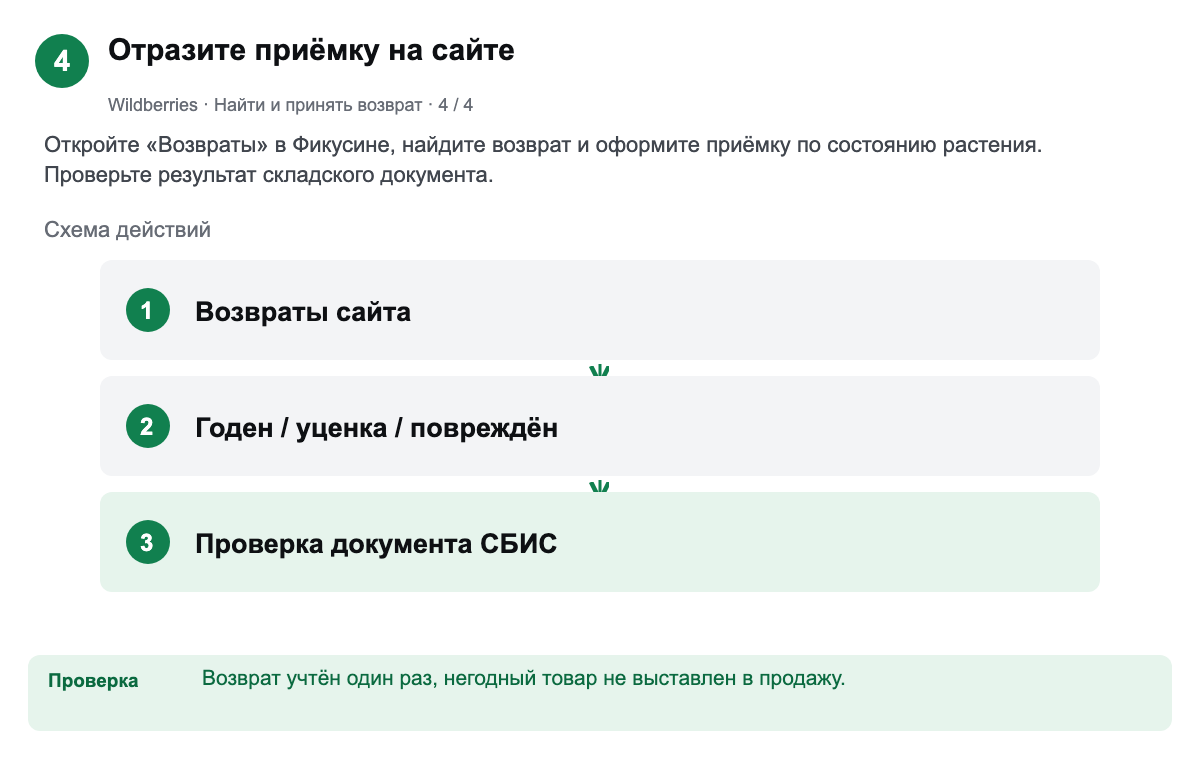 4
Отразите приёмку на сайте
Wildberries · Найти и принять возврат · 4 / 4
Откройте «Возвраты» в Фикусине, найдите возврат и оформите приёмку по состоянию растения.
Проверьте результат складского документа.
Схема действий
1 Возвраты сайта
2 Годен / уценка / повреждён
3 Проверка документа СБИС
Проверка Возврат учтён один раз, негодный товар не выставлен в продажу.